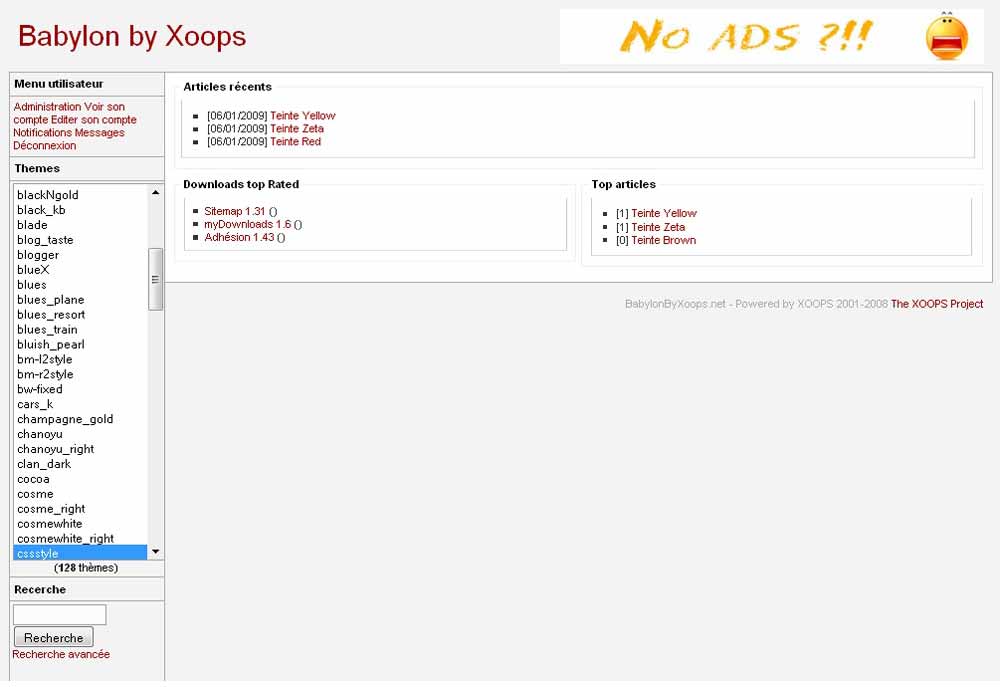 Babylon by Xoops
No ADS ?!!
Menu utilisateur
Administration Voir son
compte Editer son compte
Notifications Messages
Déconnexion
Themes
blackNgold
black_kb
blade
blog_taste
blogger
blueX
blues
blues_plane
blues_resort
blues_train
bluish_pearl
bm-l2style
bm-r2style
bw-fixed
cars_k
champagne_gold
chanoyu
chanoyu_right
clan_dark
cocoa
cosme
cosme_right
cosmewhite
cosmewhite_right
cssstyle
(128 thèmes)
Recerche
Recherche
Recherche avancée
Articles récents
[06/01/2009] Teinte Yellow
[06/01/2009] Teinte Zeta
[06/01/2009] Teinte Red
Downloads top Rated
Sitemap 1.31 ()
myDownloads 1.6 ()
Adhésion 1.43 ()
Top articles
[1] Teinte Yellow
[1] Teinte Zeta
[0] Teinte Brown
BabylonByXoops.net - Powered by XOOPS 2001-2008 The XOOPS Project